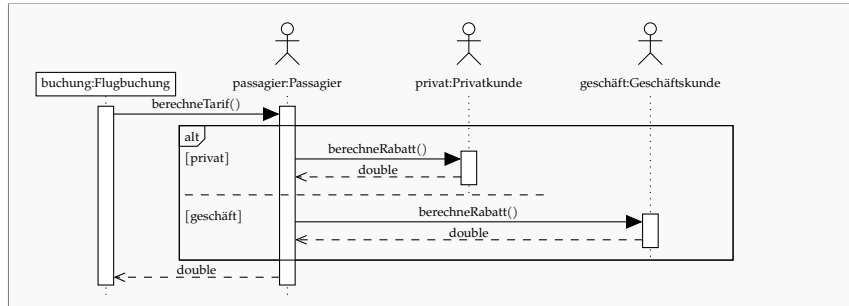 buchung:Flugbuchung
passagier:Passagier
privat:Privatkunde
geschäft:Geschäftskunde
berechneTarif()
alt
[privat]
berechneRabatt()
double
[geschäft]
berechneRabatt()
double
double